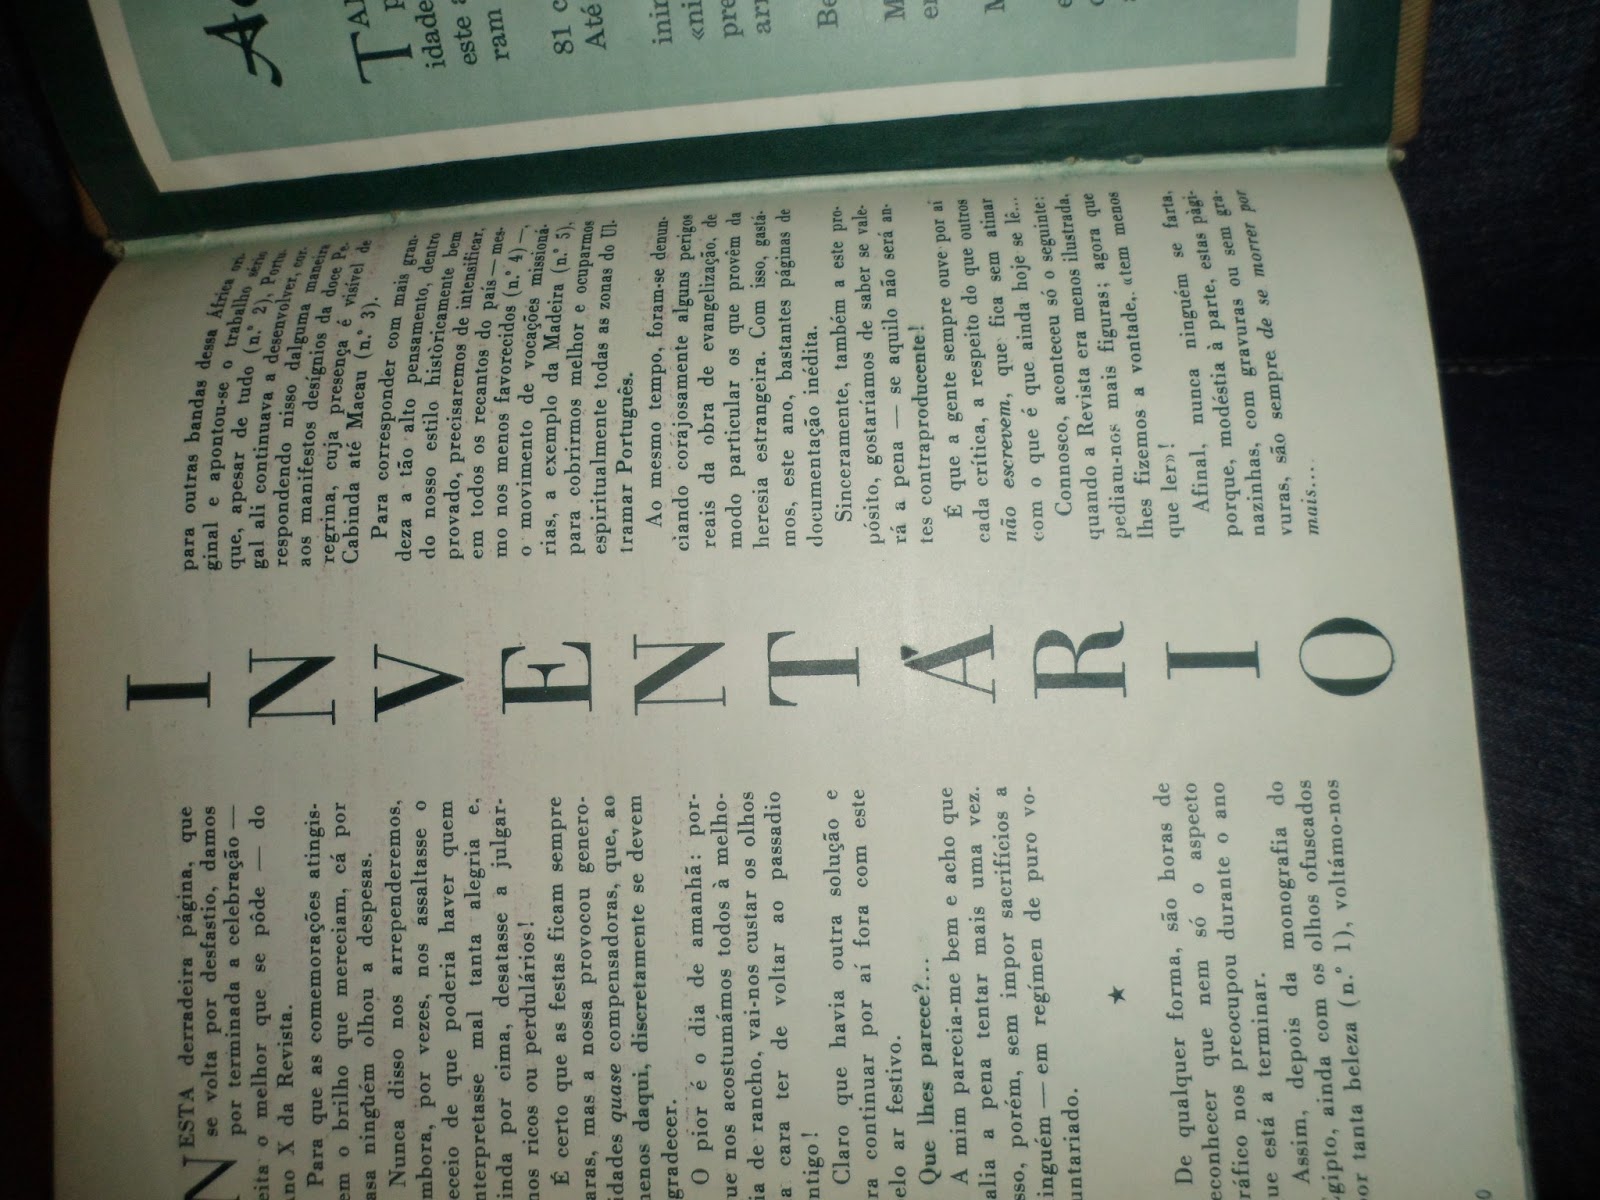 NESTA derradeira página, que
se volta por desfastio, damos
por terminada a celebração —
eita o melhor que se pôde — do
Ano X da Revista.
Para que as comemorações atingis-
em o brilho que mereciam, cá por
asa ninguém olhou a despesas.
Nunca disso nos arrependeremos,
mbora, por vezes, nos assaltasse o
eceio de que poderia haver quem
nterpretasse mal tanta alegria e,
inda por cima, desatasse a julgar-
nos ricos ou perdulários!
É certo que as festas ficam sempre
aras, mas a nossa provocou genero-
idades quase compensadoras, que, ao
menos daqui, discretamente se devem
gradecer.
O pior é o dia de amanhã: por-
ue nos acostumámos todos à melho-
ia de rancho, vai-nos custar os olhos
a cara ter de voltar ao passadio
ntigo!
Claro que havia outra solução e
ra continuar por aí fora com este
elo ar festivo.
Que lhes parece?...
A mim parecia-me bem e acho que
alia a pena tentar mais uma vez.
sso, porém, sem impor sacrifícios a
inguém — em regímen de puro vo-
untariado.
★
De qualquer forma, são horas de
econhecer que nem só o aspecto
ráfico nos preocupou durante o ano
ue está a terminar.
Assim, depois da monografia do
gipto, ainda com os olhos ofuscados
or tanta beleza (n.º 1), voltámo-nos
INVENTÁRIO
para outras bandas dessa África ori-
ginal e apontou-se o trabalho sério
que, apesar de tudo (n.º 2), Portu-
gal ali continuava a desenvolver, cor-
respondendo nisso dalguma maneira
aos manifestos desígnios da doce Pe-
regrina, cuja presença é visível de
Cabinda até Macau (n.º 3).
Para corresponder com mais gran-
deza a tão alto pensamento, dentro
do nosso estilo històricamente bem
provado, precisaremos de intensificar,
em todos os recantos do país — mes-
mo nos menos favorecidos (n.º 4) —,
o movimento de vocações missioná-
rias, a exemplo da Madeira (n.º 5),
para cobrirmos melhor e ocuparmos
espiritualmente todas as zonas do Ul-
tramar Português.
Ao mesmo tempo, foram-se denun-
ciando corajosamente alguns perigos
reais da obra de evangelização, de
modo particular os que provêm da
heresia estrangeira. Com isso, gastá-
mos, este ano, bastantes páginas de
documentação inédita.
Sinceramente, também a este pro-
pósito, gostaríamos de saber se vale-
rá a pena — se aquilo não será an-
tes contraproducente!
É que a gente sempre ouve por aí
cada crítica, a respeito do que outros
não escrevem, que fica sem atinar
com o que é que ainda hoje se lê...
Connosco, aconteceu só o seguinte:
quando a Revista era menos ilustrada,
pediam-nos mais figuras; agora que
lhes fizemos a vontade, «tem menos
que ler»!
Afinal, nunca ninguém se farta,
porque, modéstia à parte, estas pàgi-
nazinhas, com gravuras ou sem gra-
vuras, são sempre de se morrer por
mais...
0
TA
p
idade
este a
ram
81 c
Até
inin
«ni
pre
arr
Be
M
en
M
e